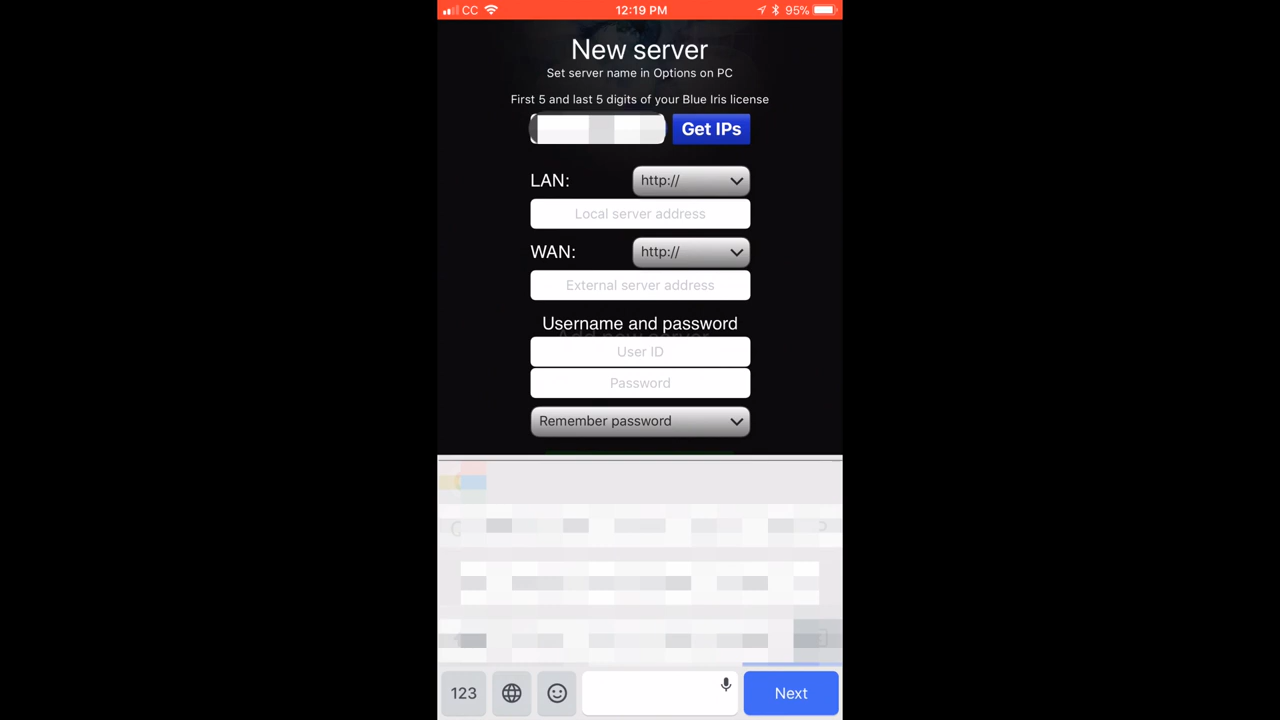 CC 12:19 PM 95%
New server
Set server name in Options on PC
First 5 and last 5 digits of your Blue Iris license
Get IPs
LAN: http://
Local server address
WAN: http://
External server address
Username and password
User ID
Password
Remember password
123 Next